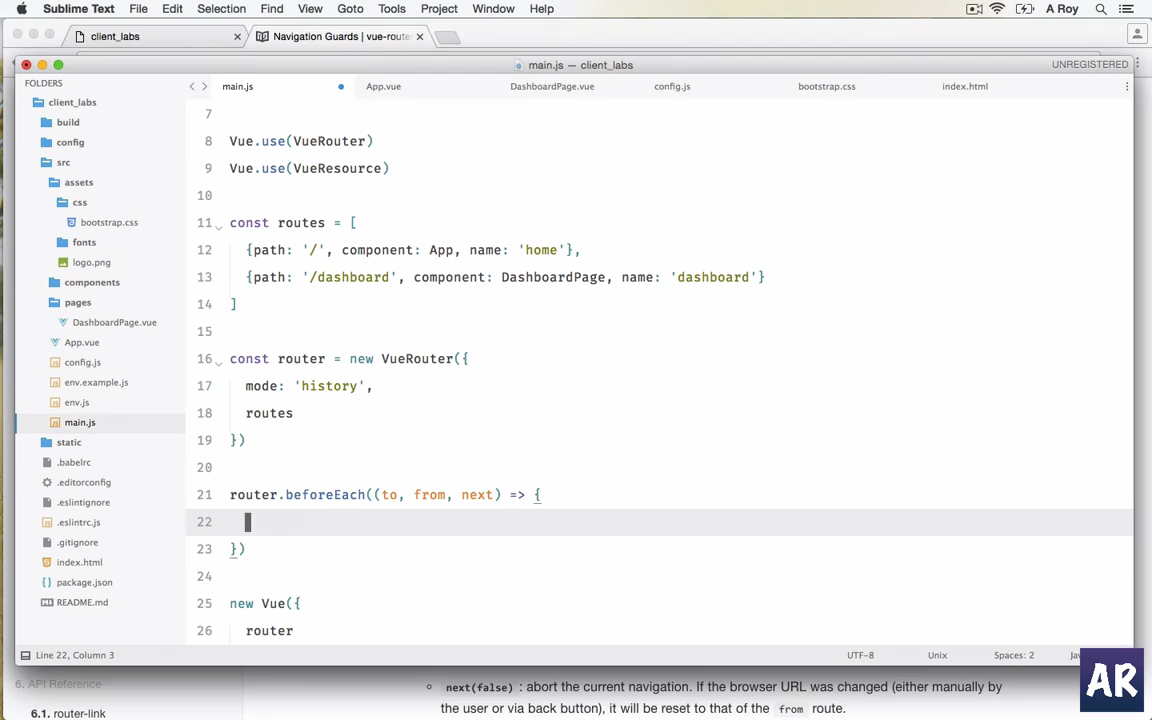 Sublime Text File Edit Selection Find View Goto Tools Project Window Help A Roy
client_labs × Navigation Guards | vue-route ×
main.js — client_labs UNREGISTERED
FOLDERS
client_labs
build
config
src
assets
css
bootstrap.css
fonts
logo.png
components
pages
DashboardPage.vue
App.vue
config.js
env.example.js
env.js
main.js
static
.babelrc
.editorconfig
.eslintignore
.eslintrc.js
.gitignore
index.html
package.json
README.md
main.js App.vue DashboardPage.vue config.js bootstrap.css index.html
7
8 Vue.use(VueRouter)
9 Vue.use(VueResource)
10
11 const routes = [
12 {path: '/', component: App, name: 'home'},
13 {path: '/dashboard', component: DashboardPage, name: 'dashboard'}
14 ]
15
16 const router = new VueRouter({
17 mode: 'history',
18 routes
19 })
20
21 router.beforeEach((to, from, next) => {
22
23 })
24
25 new Vue({
26 router
Line 22, Column 3 UTF-8 Unix Spaces: 2
6. API Reference
6.1. router-link
next(false) : abort the current navigation. If the browser URL was changed (either manually by
the user or via back button), it will be reset to that of the from route.
AR